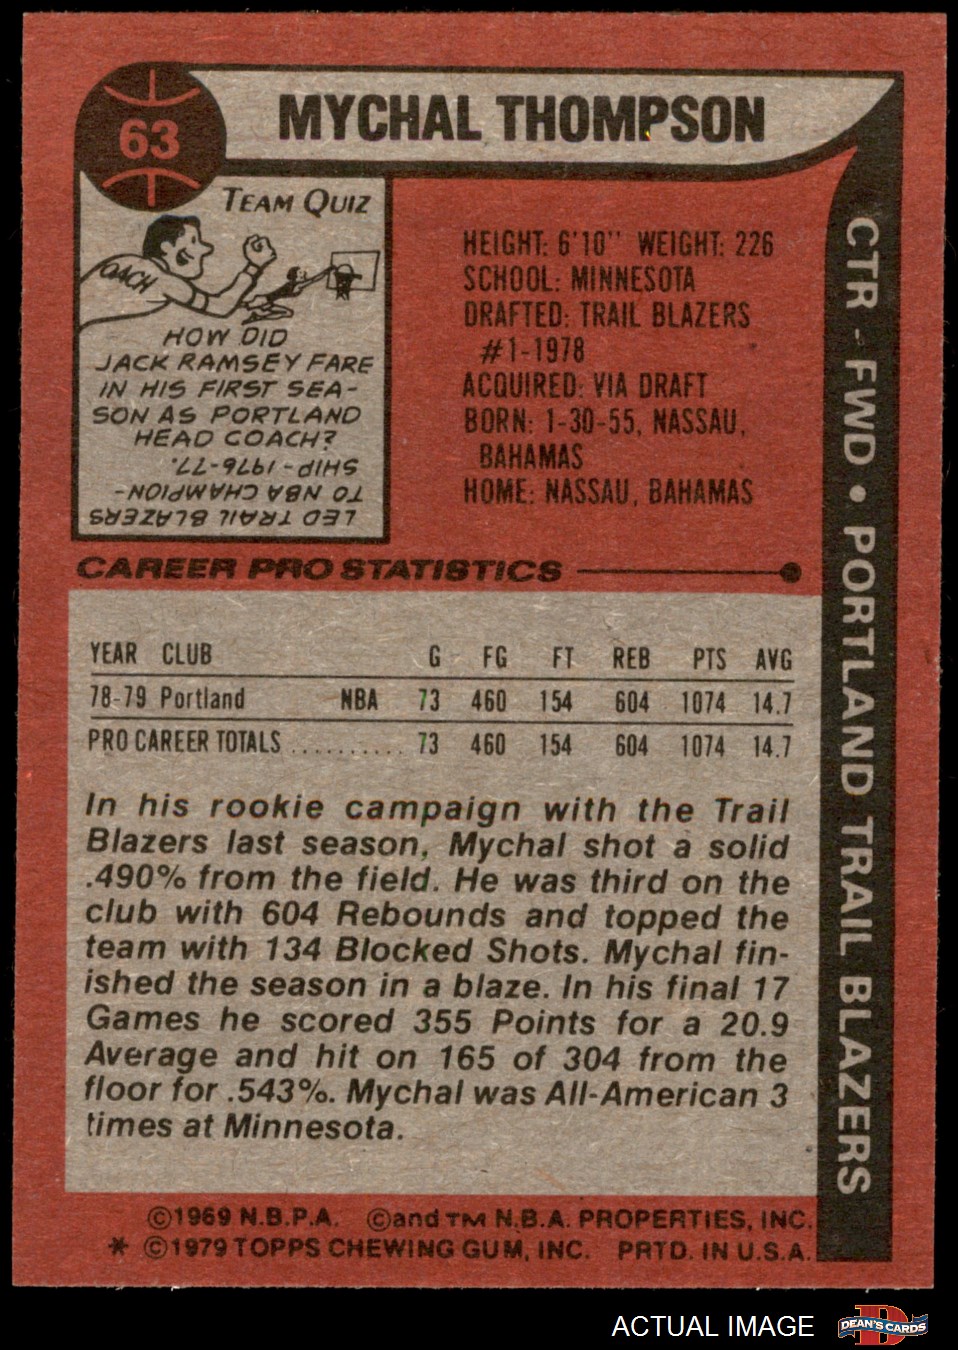 63
MYCHAL THOMPSON
TEAM QUIZ
OACH
HOW DID
JACK RAMSEY FARE
IN HIS FIRST SEA-
SON AS PORTLAND
HEAD COACH?
LED TRAIL BLAZERS
TO NBA CHAMPION-
SHIP - 1976-77.
HEIGHT: 6'10" WEIGHT: 226
SCHOOL: MINNESOTA
DRAFTED: TRAIL BLAZERS
#1-1978
ACQUIRED: VIA DRAFT
BORN: 1-30-55, NASSAU,
BAHAMAS
HOME: NASSAU, BAHAMAS
CTR - FWD • PORTLAND TRAIL BLAZERS
CAREER PRO STATISTICS
YEAR CLUB G FG FT REB PTS AVG
78-79 Portland NBA 73 460 154 604 1074 14.7
PRO CAREER TOTALS .......... 73 460 154 604 1074 14.7
In his rookie campaign with the Trail
Blazers last season, Mychal shot a solid
.490% from the field. He was third on the
club with 604 Rebounds and topped the
team with 134 Blocked Shots. Mychal fin-
ished the season in a blaze. In his final 17
Games he scored 355 Points for a 20.9
Average and hit on 165 of 304 from the
floor for .543%. Mychal was All-American 3
times at Minnesota.
©1969 N.B.P.A. ©and TM N.B.A. PROPERTIES, INC.
* ©1979 TOPPS CHEWING GUM, INC. PRTD. IN U.S.A.
ACTUAL IMAGE
D
DEAN'S CARDS